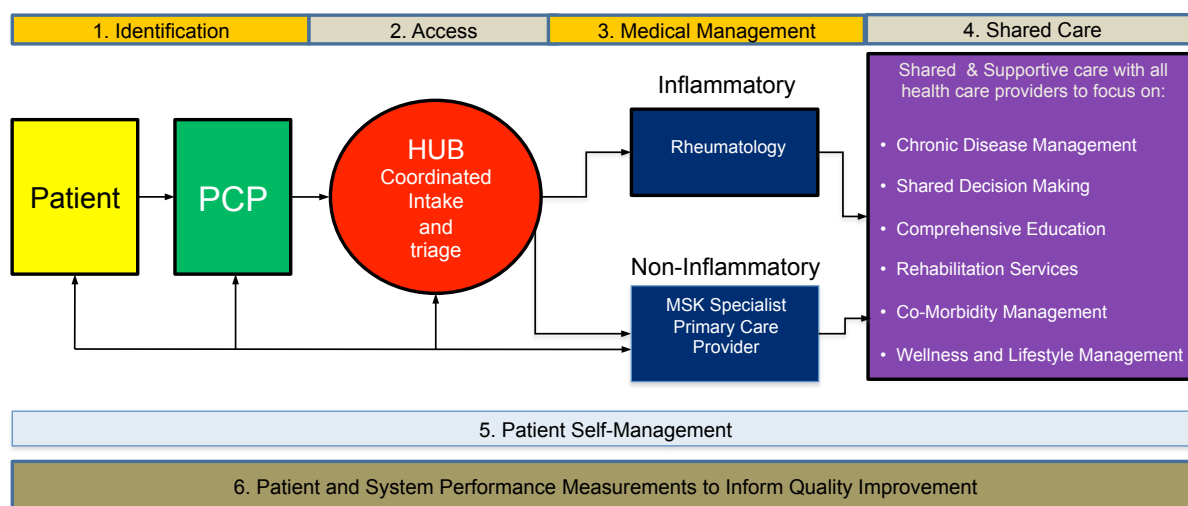 1. Identification
2. Access
3. Medical Management
4. Shared Care
Patient
PCP
HUB
Coordinated
Intake
and
triage
Inflammatory
Rheumatology
Non-Inflammatory
MSK Specialist
Primary Care
Provider
Shared & Supportive care with all
health care providers to focus on:
• Chronic Disease Management
• Shared Decision Making
• Comprehensive Education
• Rehabilitation Services
• Co-Morbidity Management
• Wellness and Lifestyle Management
5. Patient Self-Management
6. Patient and System Performance Measurements to Inform Quality Improvement